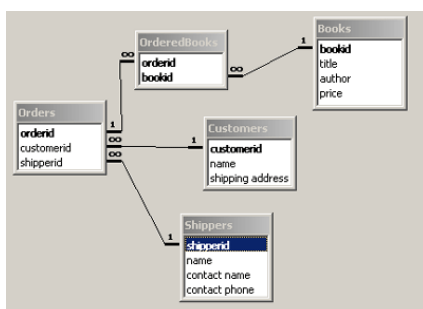 Books
bookid
title
author
price
OrderedBooks
orderid
bookid
Orders
orderid
customerid
shipperid
Customers
customerid
name
shipping address
Shippers
shipperid
name
contact name
contact phone
1
∞
∞
1
1
∞
∞
1
1